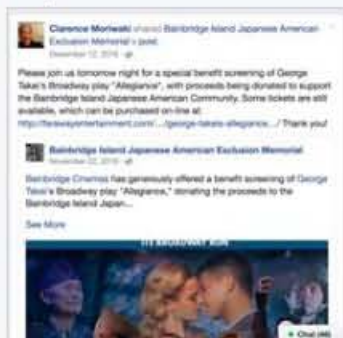 Clarence Moriwaki shared Bainbridge Island Japanese American
Exclusion Memorial's post.
December 12, 2016
Please join us tomorrow night for a special benefit screening of George
Takei's Broadway play "Allegiance", with proceeds being donated to support
the Bainbridge Island Japanese American Community. Some tickets are still
available, which can be purchased on-line at:
http://farawayentertainment.com/.../george-takeis-allegiance.../ Thank you!
Bainbridge Island Japanese American Exclusion Memorial
November 22, 2016
Bainbridge Cinemas has generously offered a benefit screening of George
Takei's Broadway play "Allegiance," donating the proceeds to the
Bainbridge Island Japan...
See More
ITS BROADWAY RUN
Chat (46)